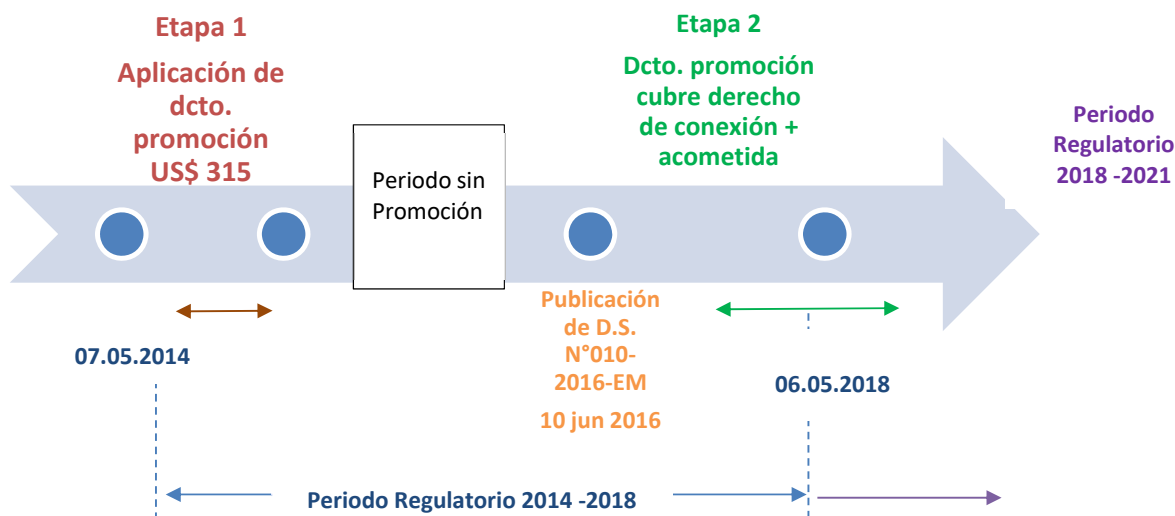 Etapa 1
Aplicación de
dcto.
promoción
US$ 315
Periodo sin
Promoción
Etapa 2
Dcto. promoción
cubre derecho
de conexión +
acometida
Periodo
Regulatorio
2018 -2021
07.05.2014
Publicación
de D.S.
N°010-
2016-EM
10 jun 2016
06.05.2018
Periodo Regulatorio 2014 -2018